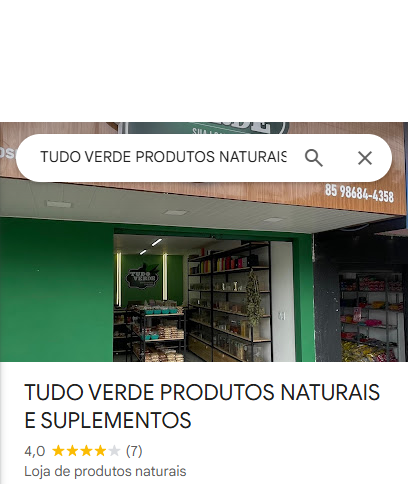 TUDO VERDE PRODUTOS NATURAIS
85 98684-4358
TUDO
VERDE
TUDO VERDE PRODUTOS NATURAIS
E SUPLEMENTOS
4,0 (7)
Loja de produtos naturais